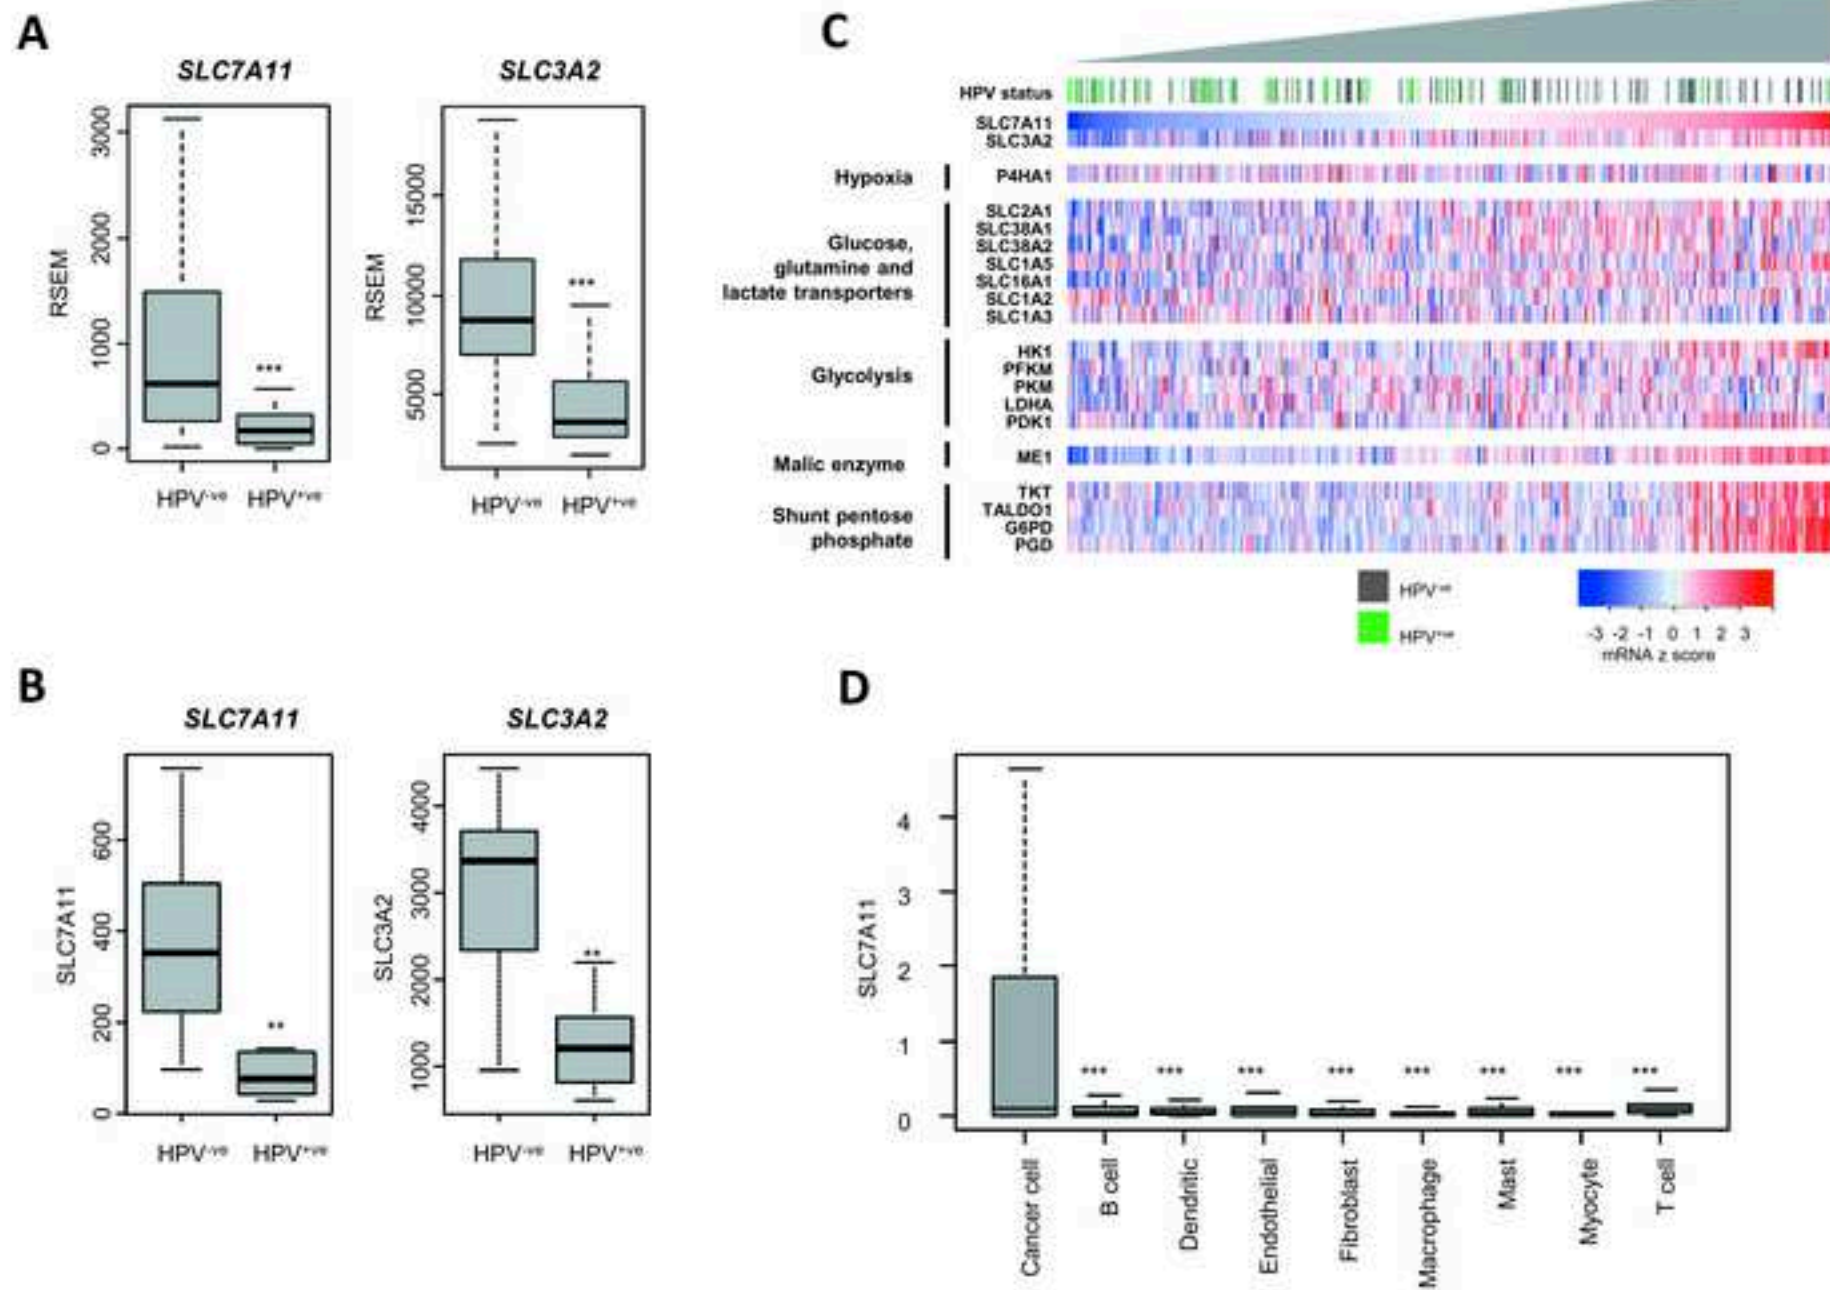 A
SLC7A11
SLC3A2
RSEM
3000
2000
1000
0
***
HPV-ve
HPV+ve
RSEM
15000
10000
5000
***
HPV-ve
HPV+ve
C
HPV status
SLC7A11
SLC3A2
Hypoxia
P4HA1
Glucose,
glutamine and
lactate transporters
SLC2A1
SLC38A1
SLC38A2
SLC1A5
SLC16A1
SLC1A2
SLC1A3
Glycolysis
HK1
PFKM
PKM
LDHA
PDK1
Malic enzyme
ME1
Shunt pentose
phosphate
TKT
TALDO1
G6PD
PGD
HPV-ve
HPV+ve
-3 -2 -1 0 1 2 3
mRNA z score
B
SLC7A11
SLC3A2
SLC7A11
600
400
200
0
**
HPV-ve
HPV+ve
SLC3A2
4000
3000
2000
1000
**
HPV-ve
HPV+ve
D
SLC7A11
4
3
2
1
0
*** *** *** *** *** *** *** ***
Cancer cell
B cell
Dendritic
Endothelial
Fibroblast
Macrophage
Mast
Myocyte
T cell